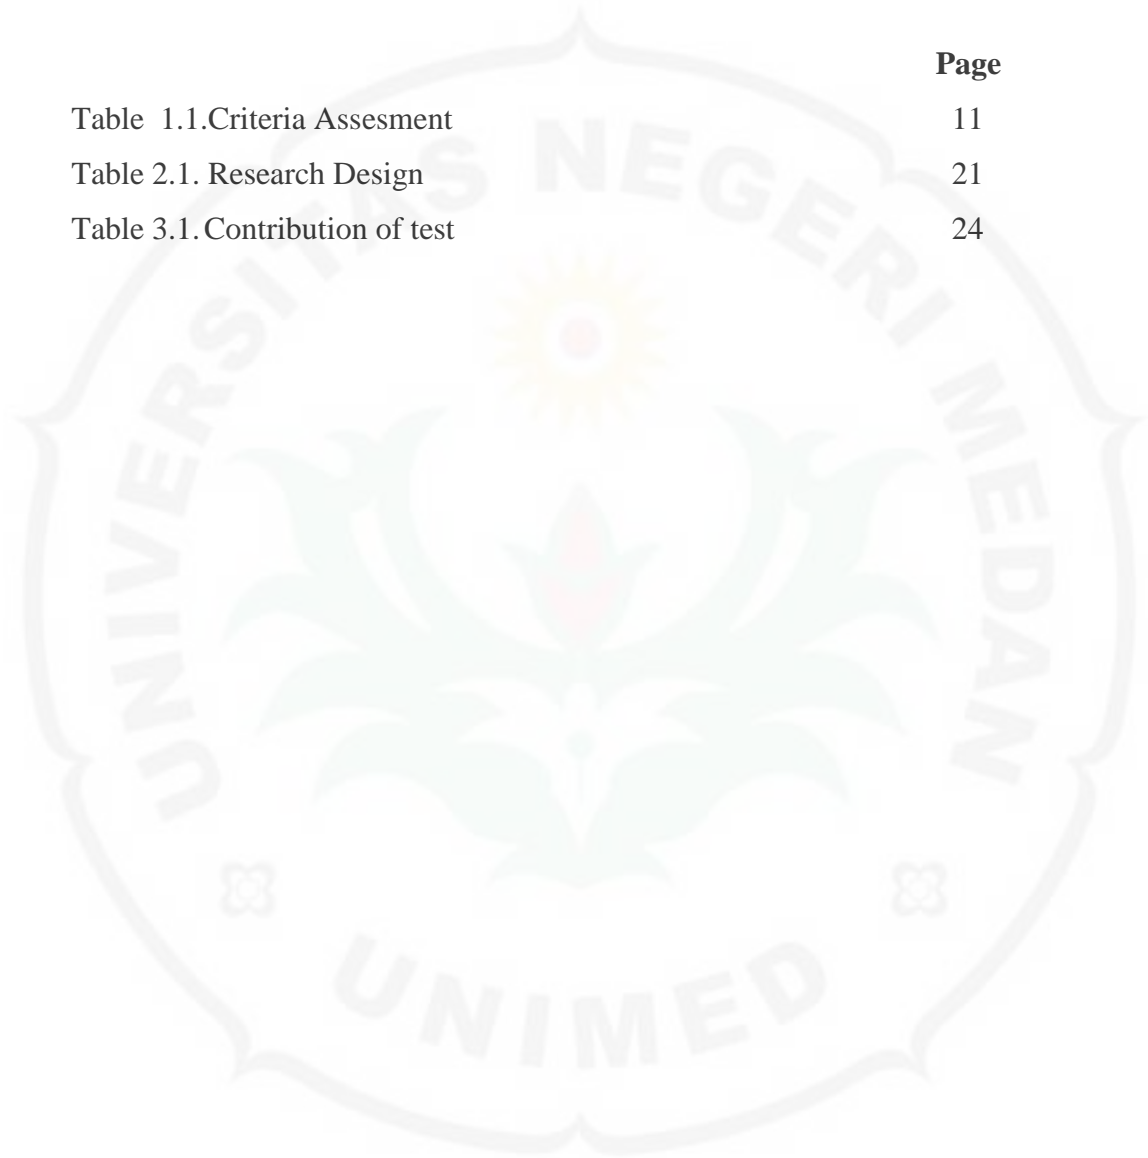 Page
Table 1.1.Criteria Assesment 11
Table 2.1. Research Design 21
Table 3.1. Contribution of test 24
UNIVERSITAS NEGERI MEDAN
UNIMED